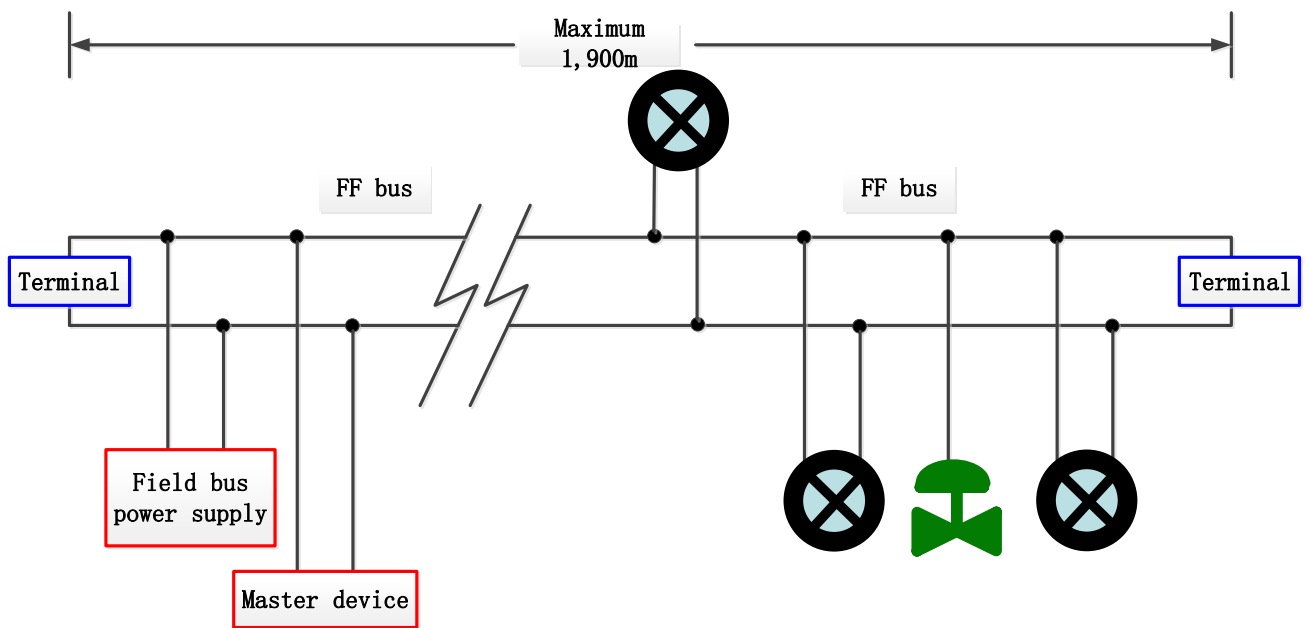 Maximum
1,900m
FF bus
FF bus
Terminal
Terminal
Field bus
power supply
Master device